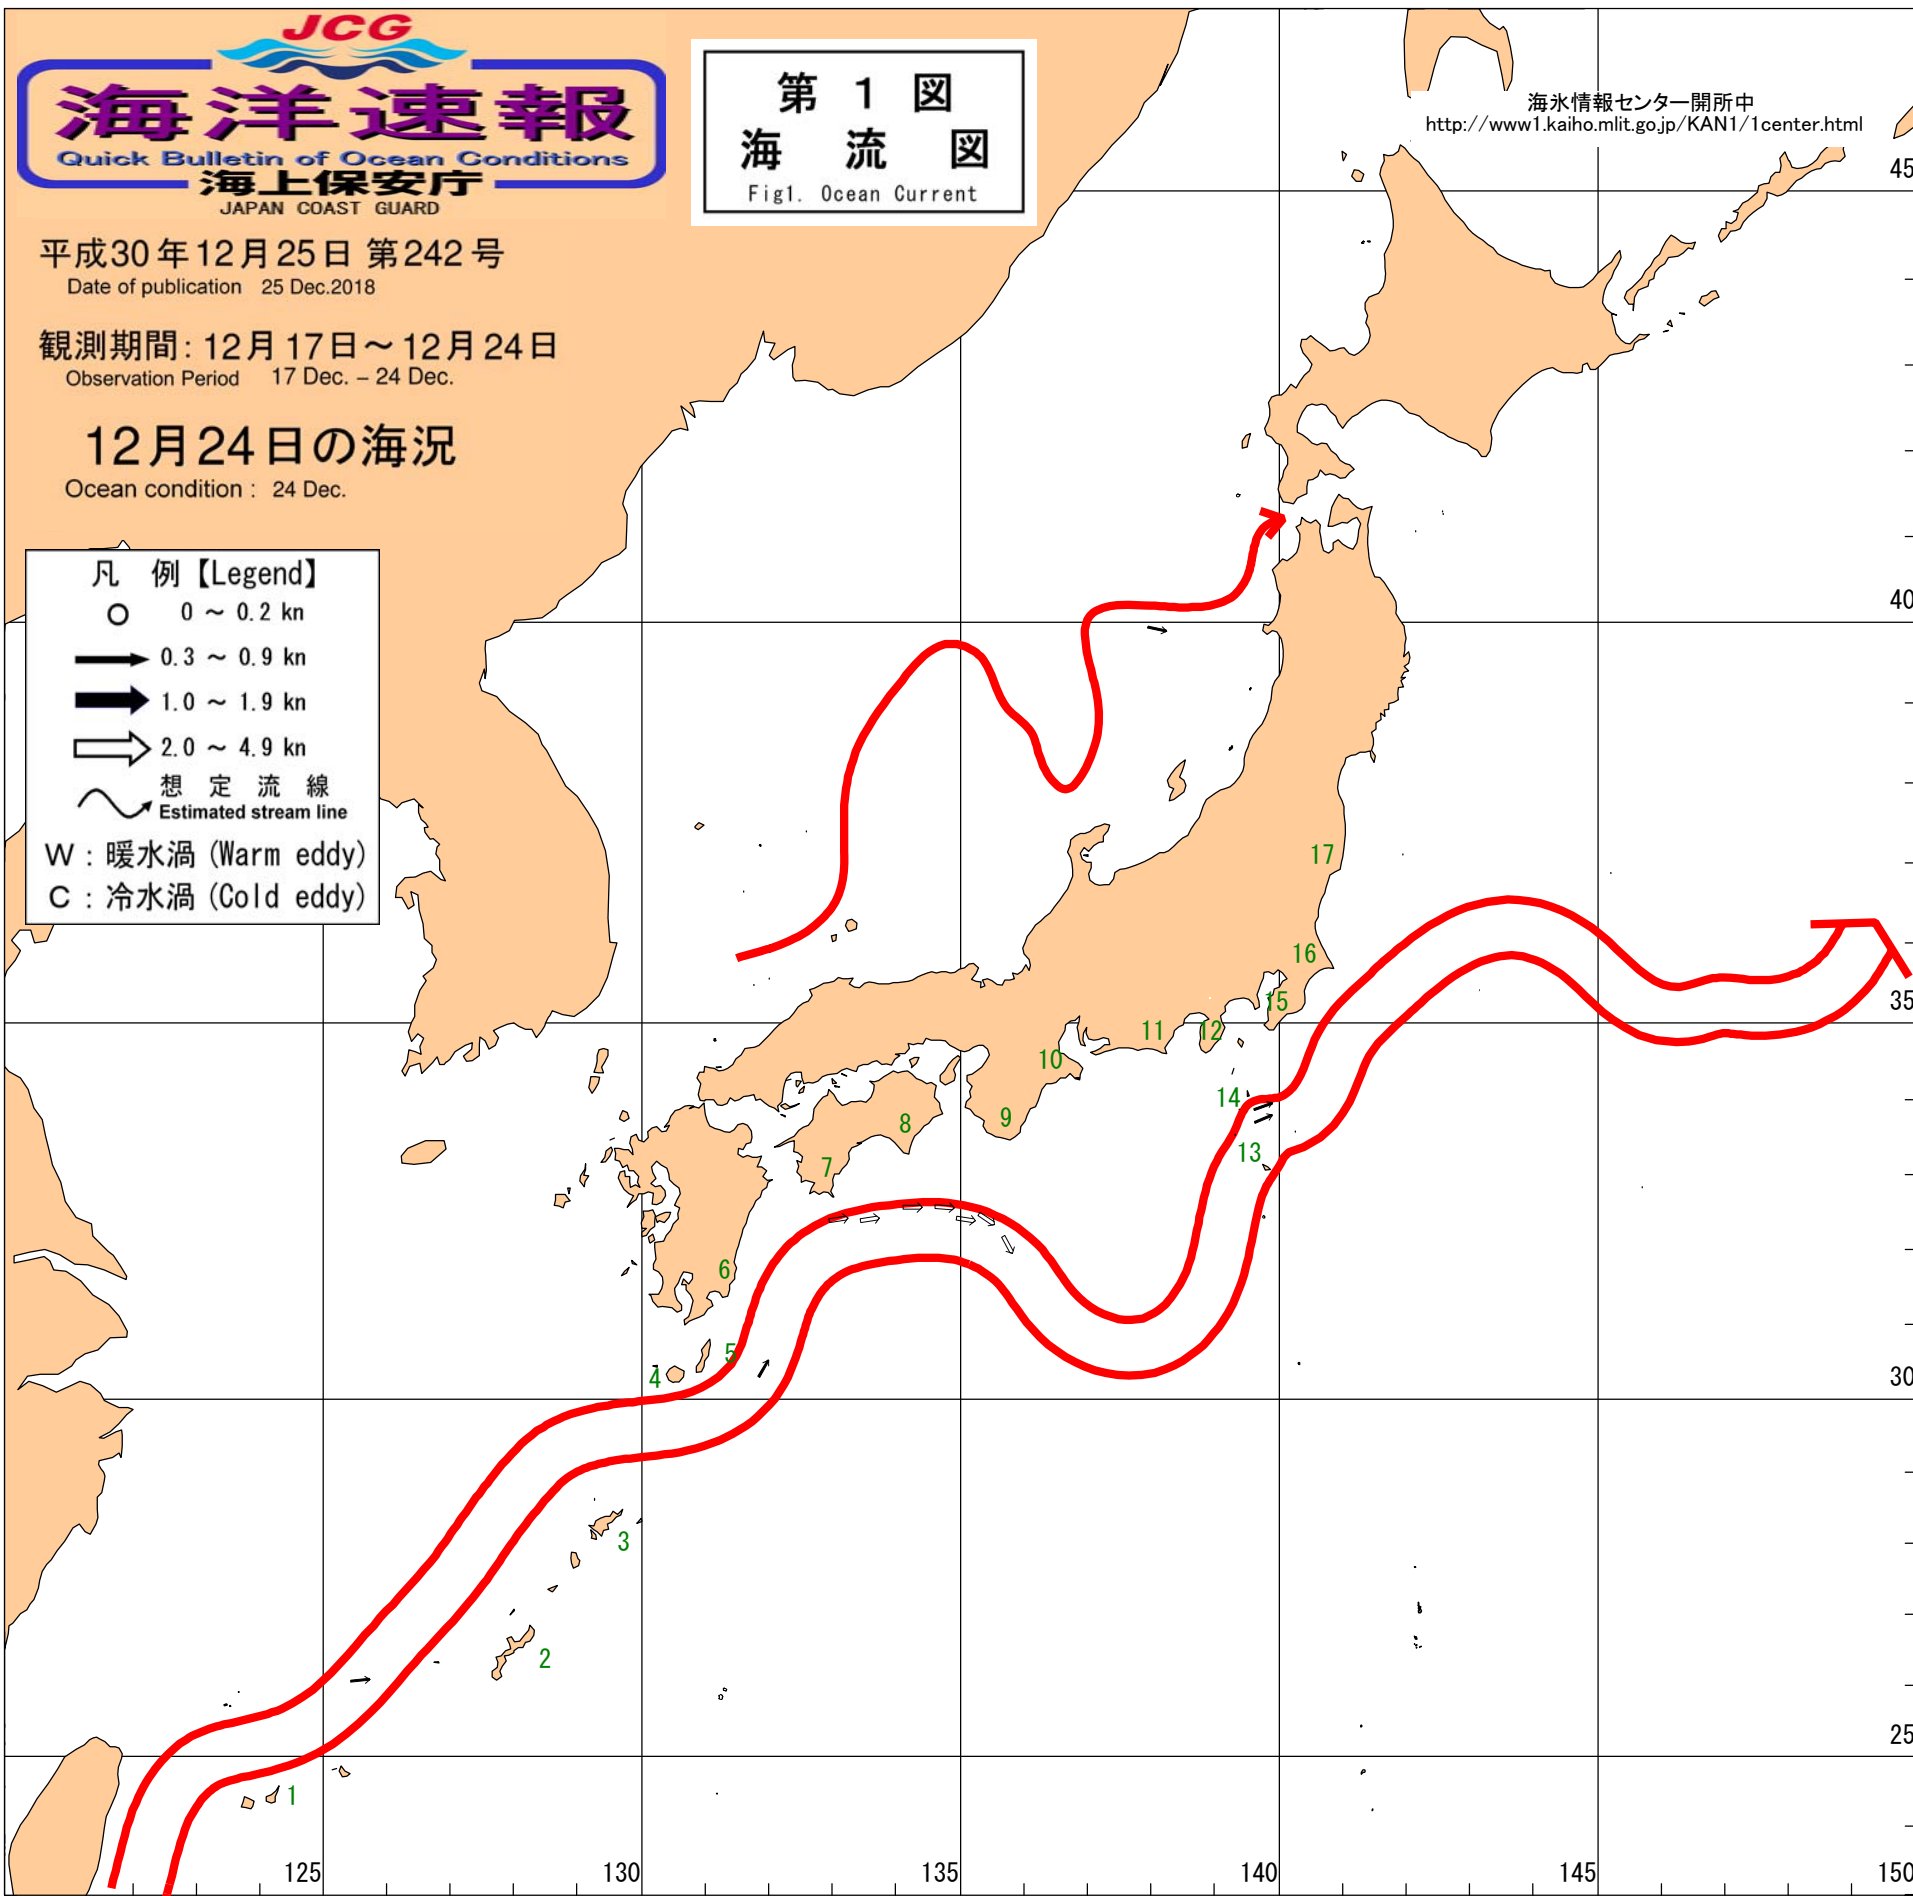 JCG
海洋速報
Quick Bulletin of Ocean Conditions
海上保安庁
JAPAN COAST GUARD
平成30年12月25日 第242号
Date of publication 25 Dec.2018
観測期間: 12月17日～12月24日
Observation Period 17 Dec. – 24 Dec.
12月24日の海況
Ocean condition : 24 Dec.
第 1 図
海 流 図
Fig1. Ocean Current
海氷情報センター開所中
http://www1.kaiho.mlit.go.jp/KAN1/1center.html
凡 例【Legend】
0 ～ 0.2 kn
0.3 ～ 0.9 kn
1.0 ～ 1.9 kn
2.0 ～ 4.9 kn
想 定 流 線
Estimated stream line
W : 暖水渦 (Warm eddy)
C : 冷水渦 (Cold eddy)
45
40
17
16
35
15
12
11
10
14
9
8
13
7
6
5
4
30
3
2
25
1
125
130
135
140
145
150